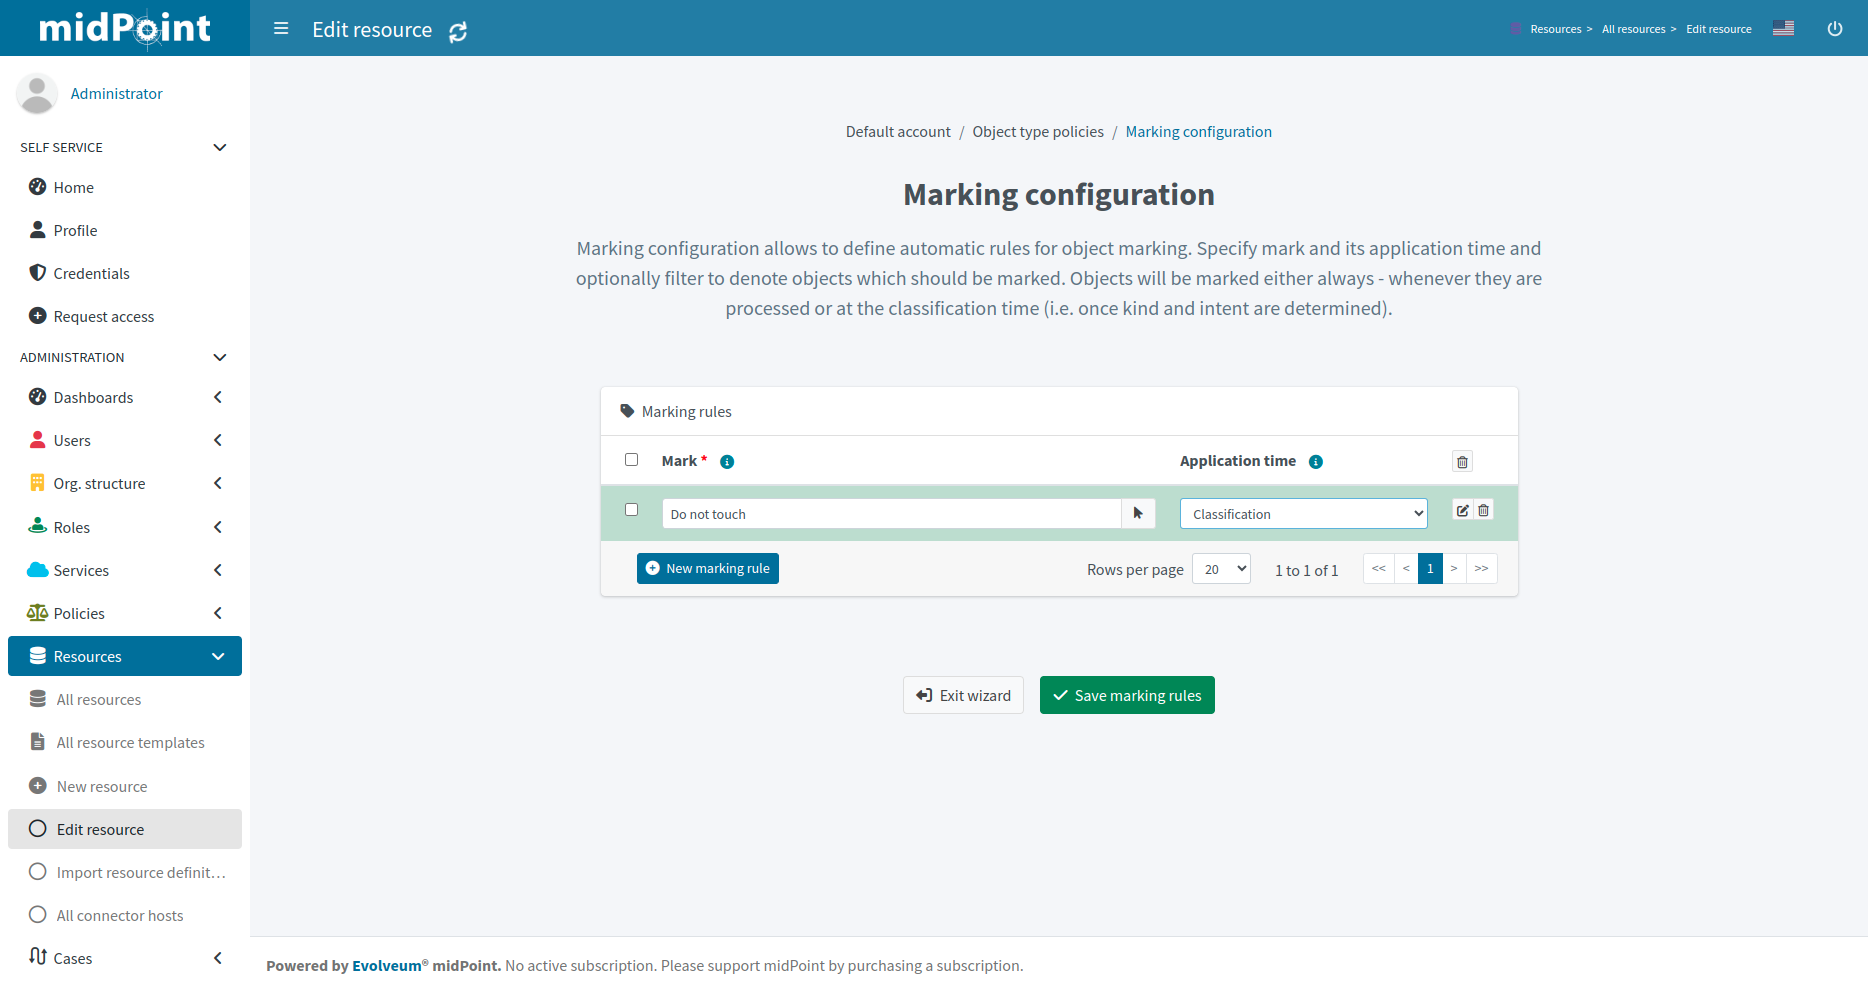 midPoint
Edit resource
Resources > All resources > Edit resource
Administrator
SELF SERVICE
Home
Profile
Credentials
Request access
ADMINISTRATION
Dashboards
Users
Org. structure
Roles
Services
Policies
Resources
All resources
All resource templates
New resource
Edit resource
Import resource definit...
All connector hosts
Cases
Default account / Object type policies / Marking configuration
Marking configuration
Marking configuration allows to define automatic rules for object marking. Specify mark and its application time and
optionally filter to denote objects which should be marked. Objects will be marked either always - whenever they are
processed or at the classification time (i.e. once kind and intent are determined).
Marking rules
Mark * Application time
Do not touch Classification
New marking rule Rows per page 20 1 to 1 of 1 << < 1 > >>
Exit wizard Save marking rules
Powered by Evolveum® midPoint. No active subscription. Please support midPoint by purchasing a subscription.